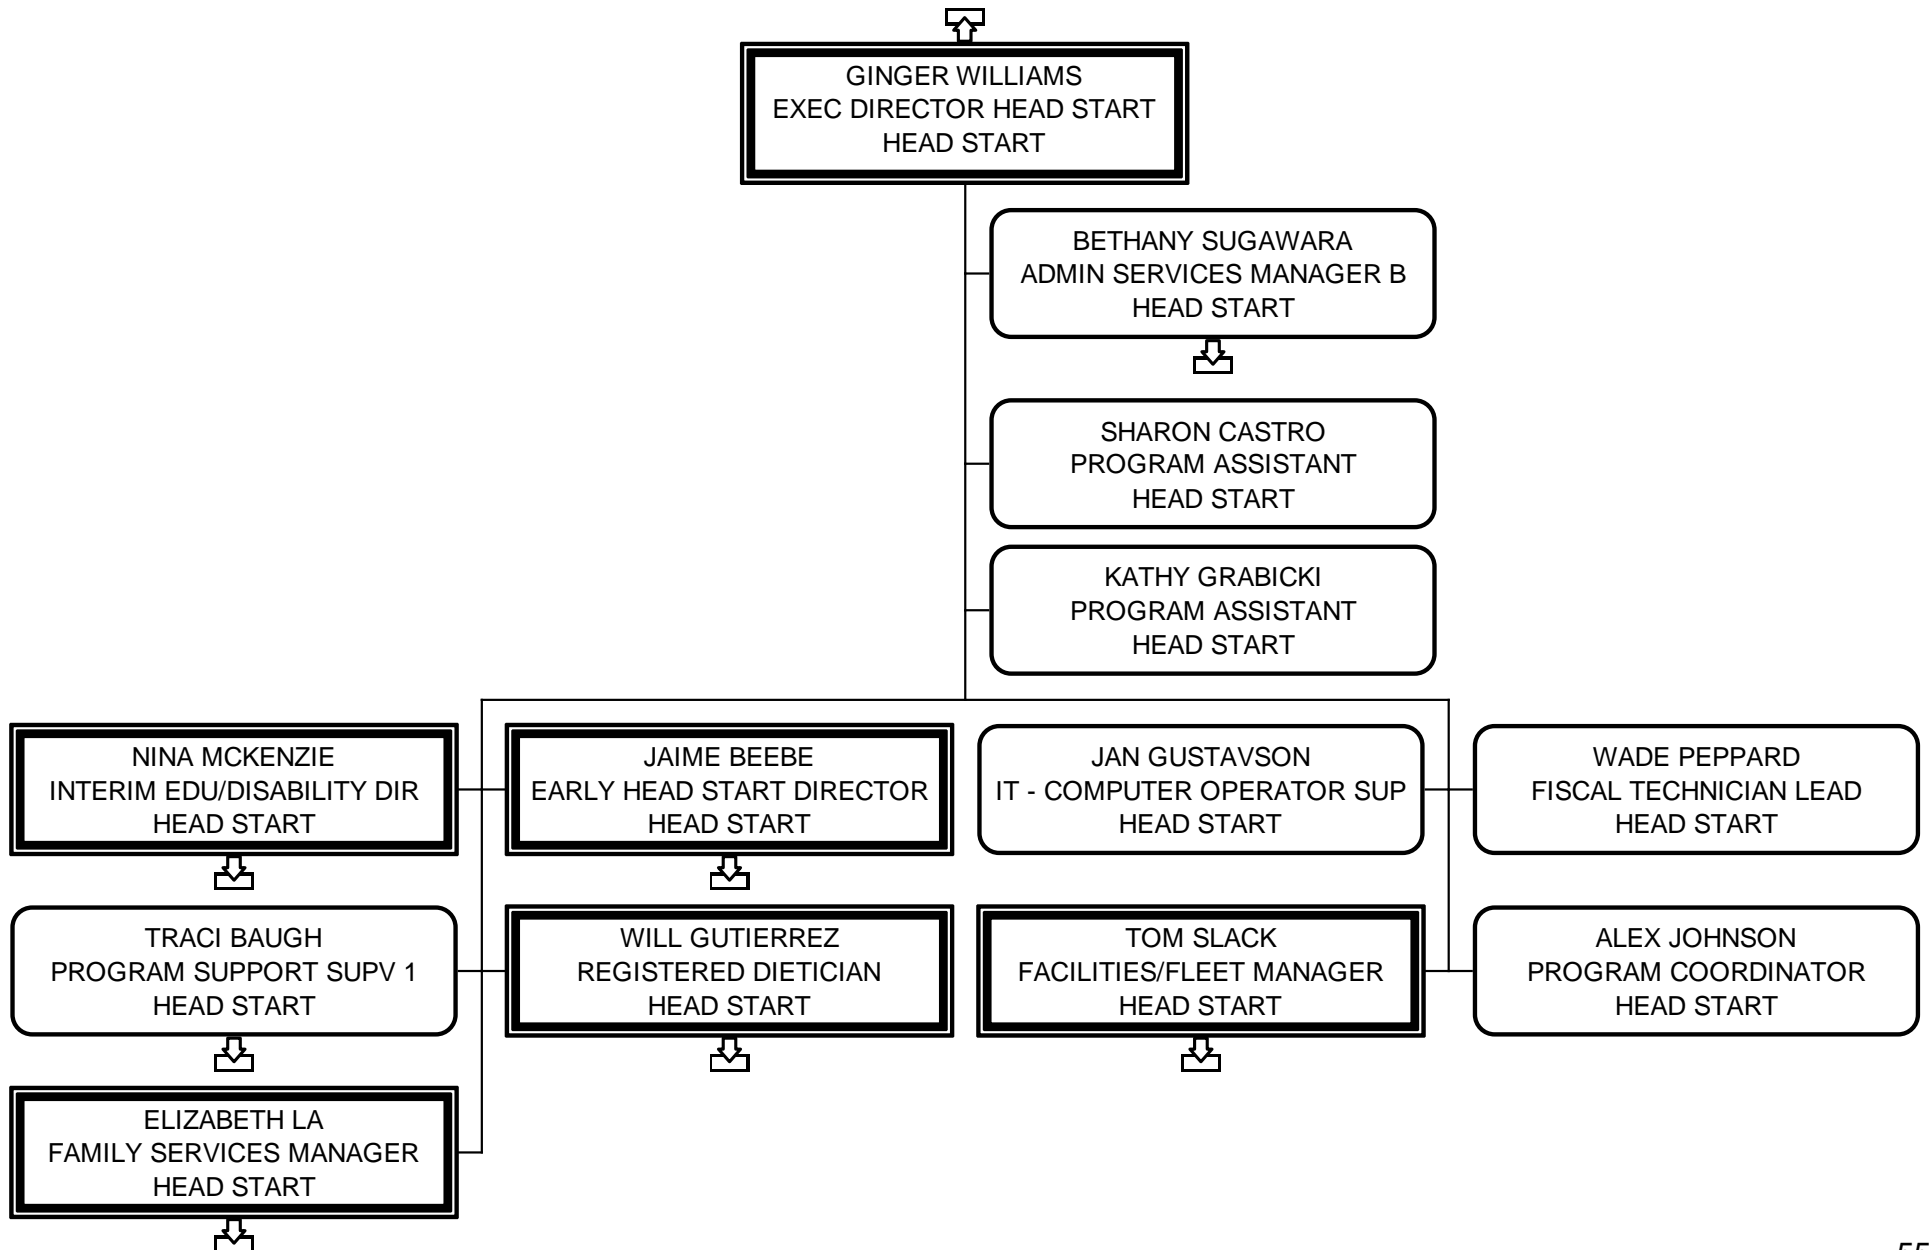 GINGER WILLIAMS
EXEC DIRECTOR HEAD START
HEAD START
BETHANY SUGAWARA
ADMIN SERVICES MANAGER B
HEAD START
SHARON CASTRO
PROGRAM ASSISTANT
HEAD START
KATHY GRABICKI
PROGRAM ASSISTANT
HEAD START
NINA MCKENZIE
INTERIM EDU/DISABILITY DIR
HEAD START
JAIME BEEBE
EARLY HEAD START DIRECTOR
HEAD START
JAN GUSTAVSON
IT - COMPUTER OPERATOR SUP
HEAD START
WADE PEPPARD
FISCAL TECHNICIAN LEAD
HEAD START
TRACI BAUGH
PROGRAM SUPPORT SUPV 1
HEAD START
WILL GUTIERREZ
REGISTERED DIETICIAN
HEAD START
TOM SLACK
FACILITIES/FLEET MANAGER
HEAD START
ALEX JOHNSON
PROGRAM COORDINATOR
HEAD START
ELIZABETH LA
FAMILY SERVICES MANAGER
HEAD START